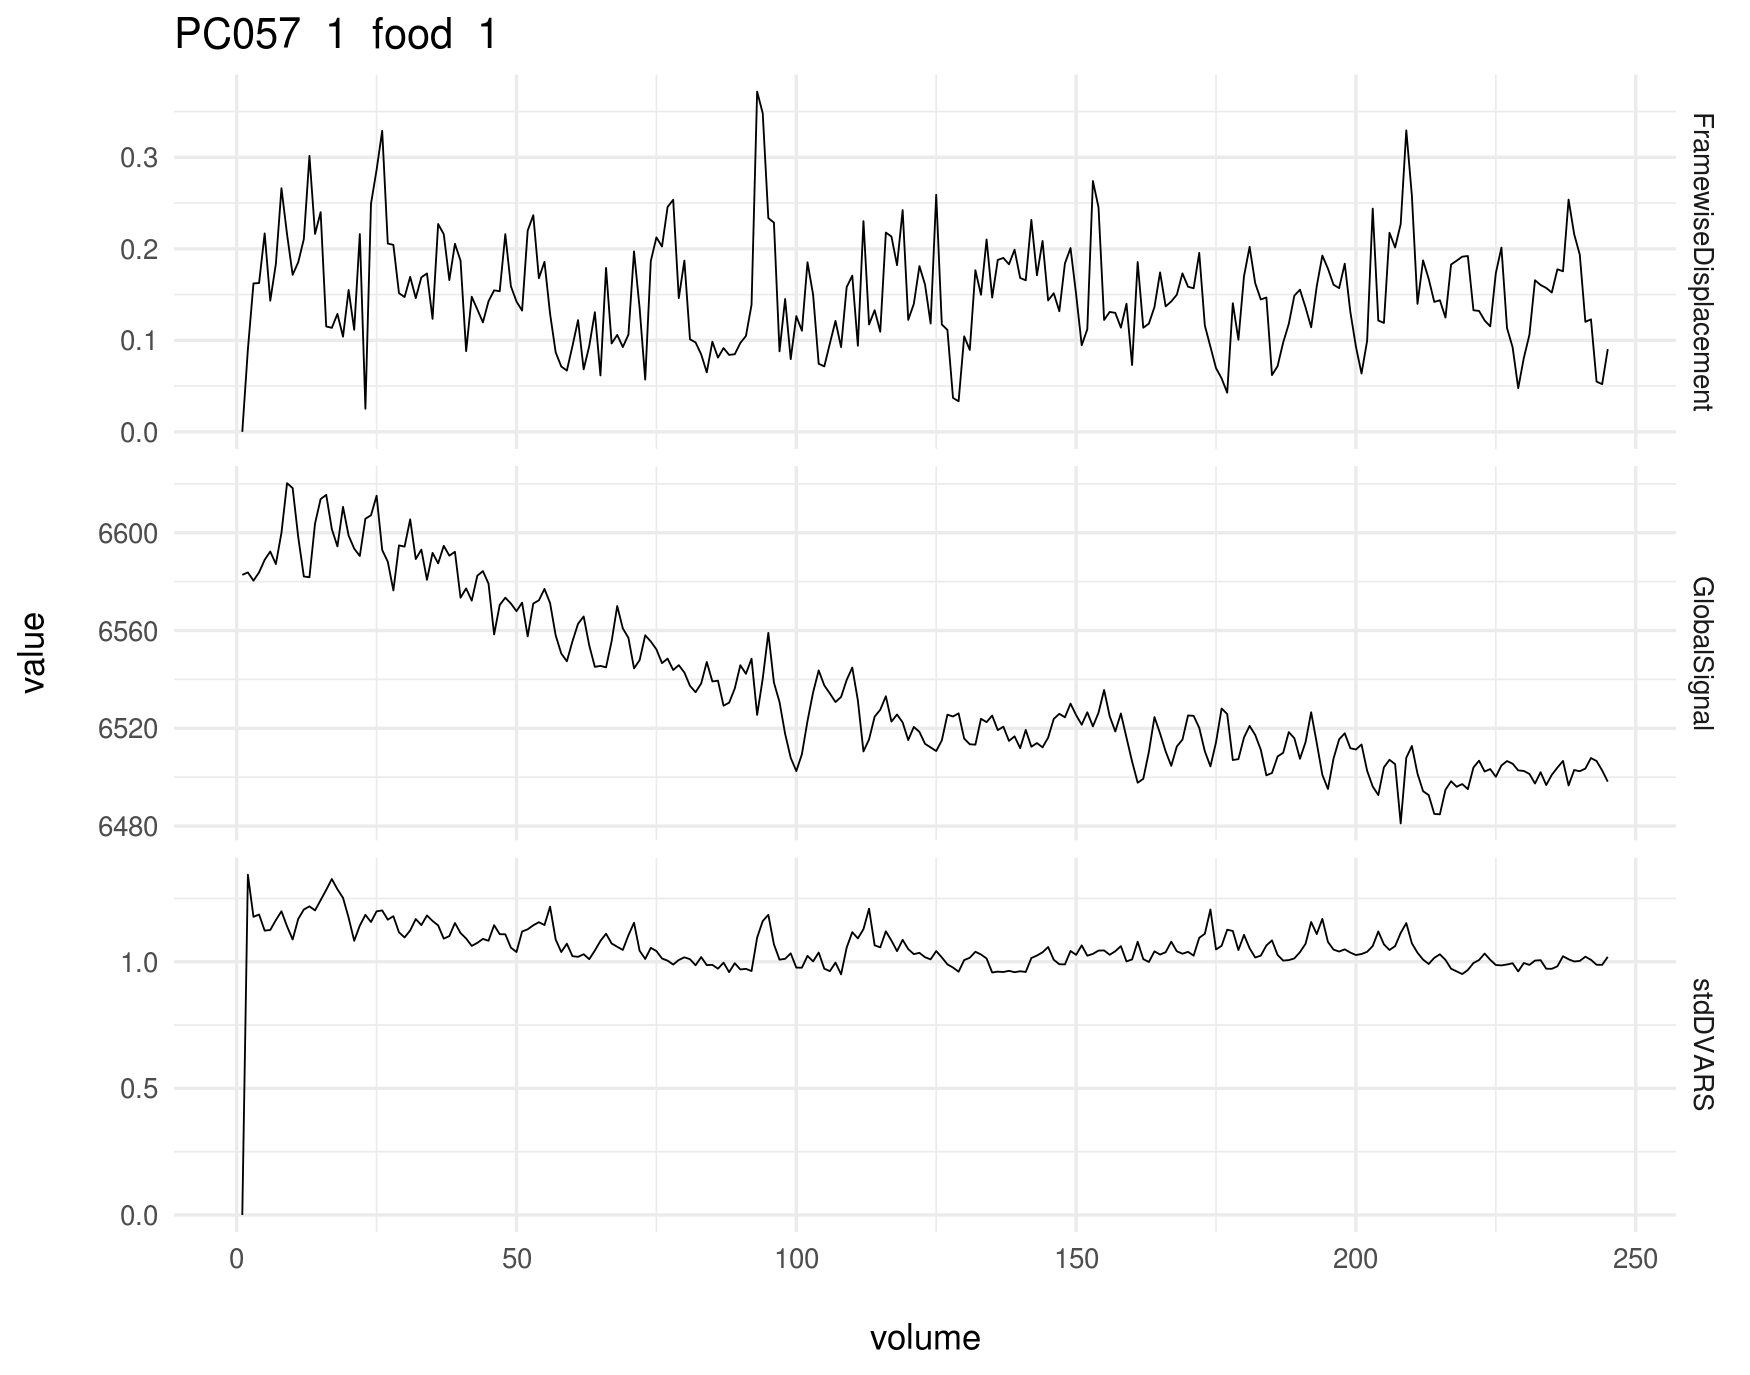 PC057 1 food 1
0.3
0.2
0.1
0.0
FramewiseDisplacement
6600
6560
6520
6480
GlobalSignal
1.0
0.5
0.0
stdDVARS
value
0 50 100 150 200 250
volume